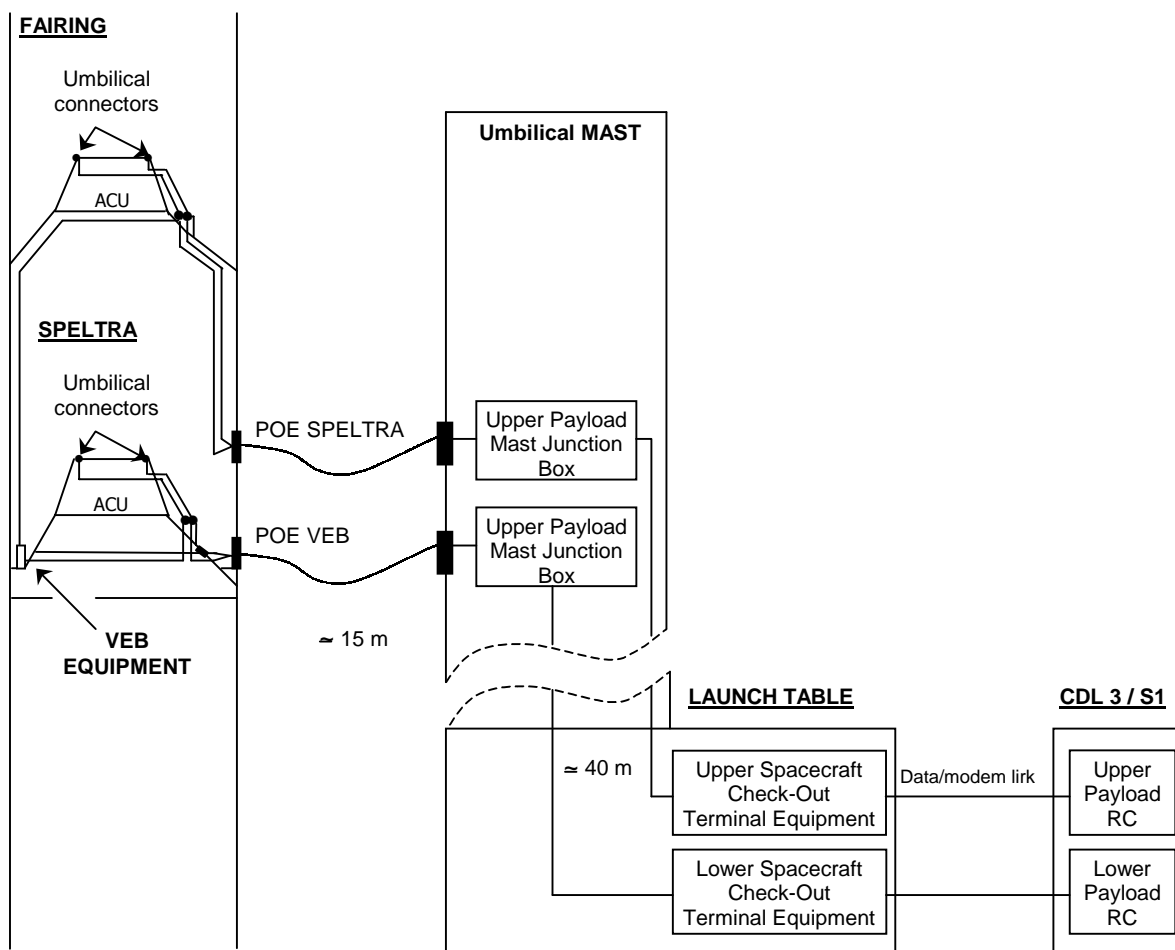 FAIRING
Umbilical
connectors
ACU
SPELTRA
Umbilical
connectors
ACU
VEB
EQUIPMENT
POE SPELTRA
POE VEB
≃ 15 m
Umbilical MAST
Upper Payload
Mast Junction
Box
Upper Payload
Mast Junction
Box
≃ 40 m
LAUNCH TABLE
Upper Spacecraft
Check-Out
Terminal Equipment
Lower Spacecraft
Check-Out
Terminal Equipment
Data/modem lirk
CDL 3 / S1
Upper
Payload
RC
Lower
Payload
RC